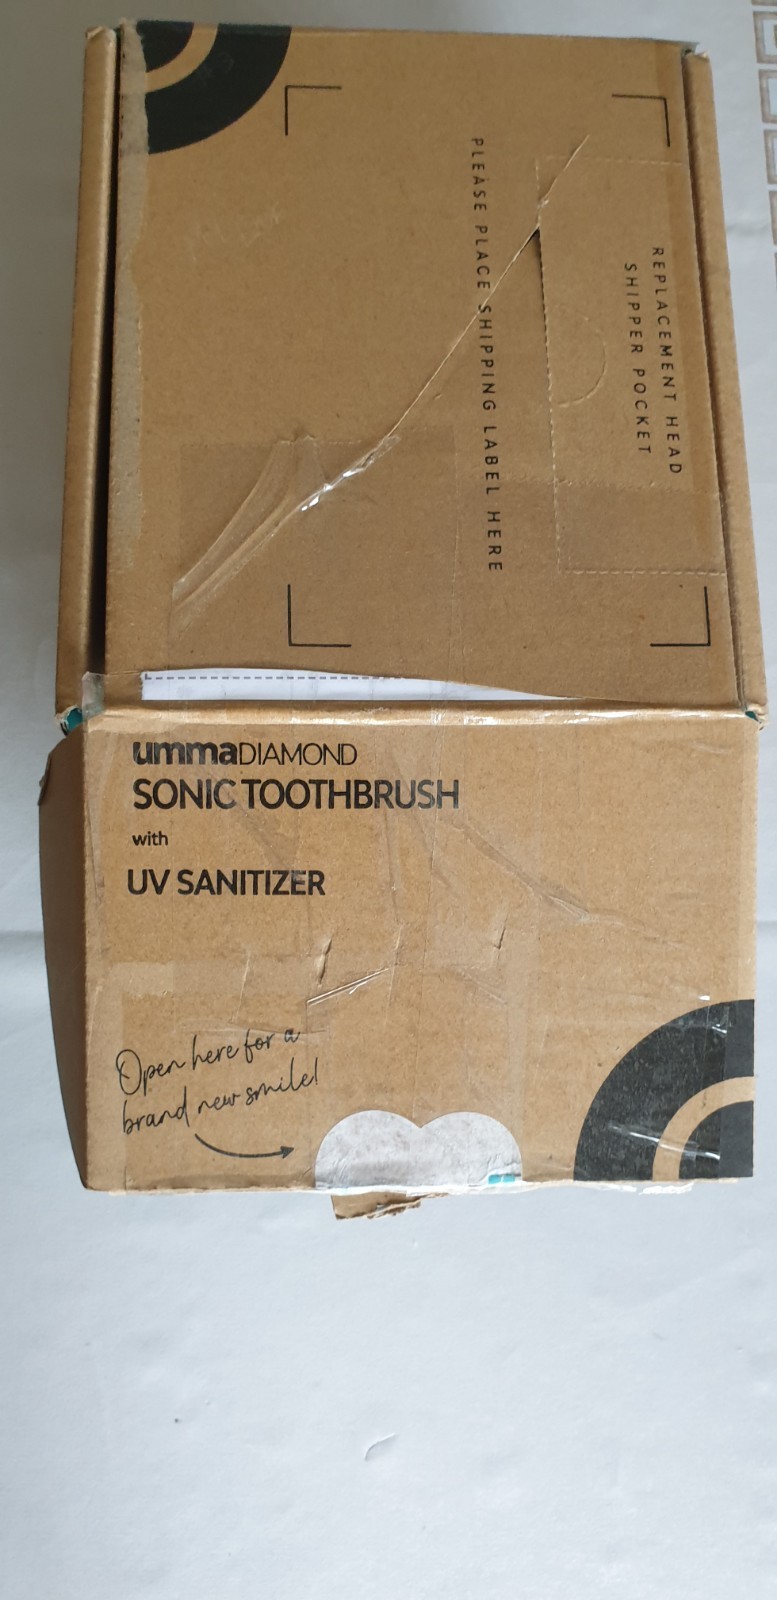 REPLACEMENT HEAD
SHIPPER POCKET
PLEASE PLACE SHIPPING LABEL HERE
ummaDIAMOND
SONIC TOOTHBRUSH
with
UV SANITIZER
Open here for a
brand new smile!